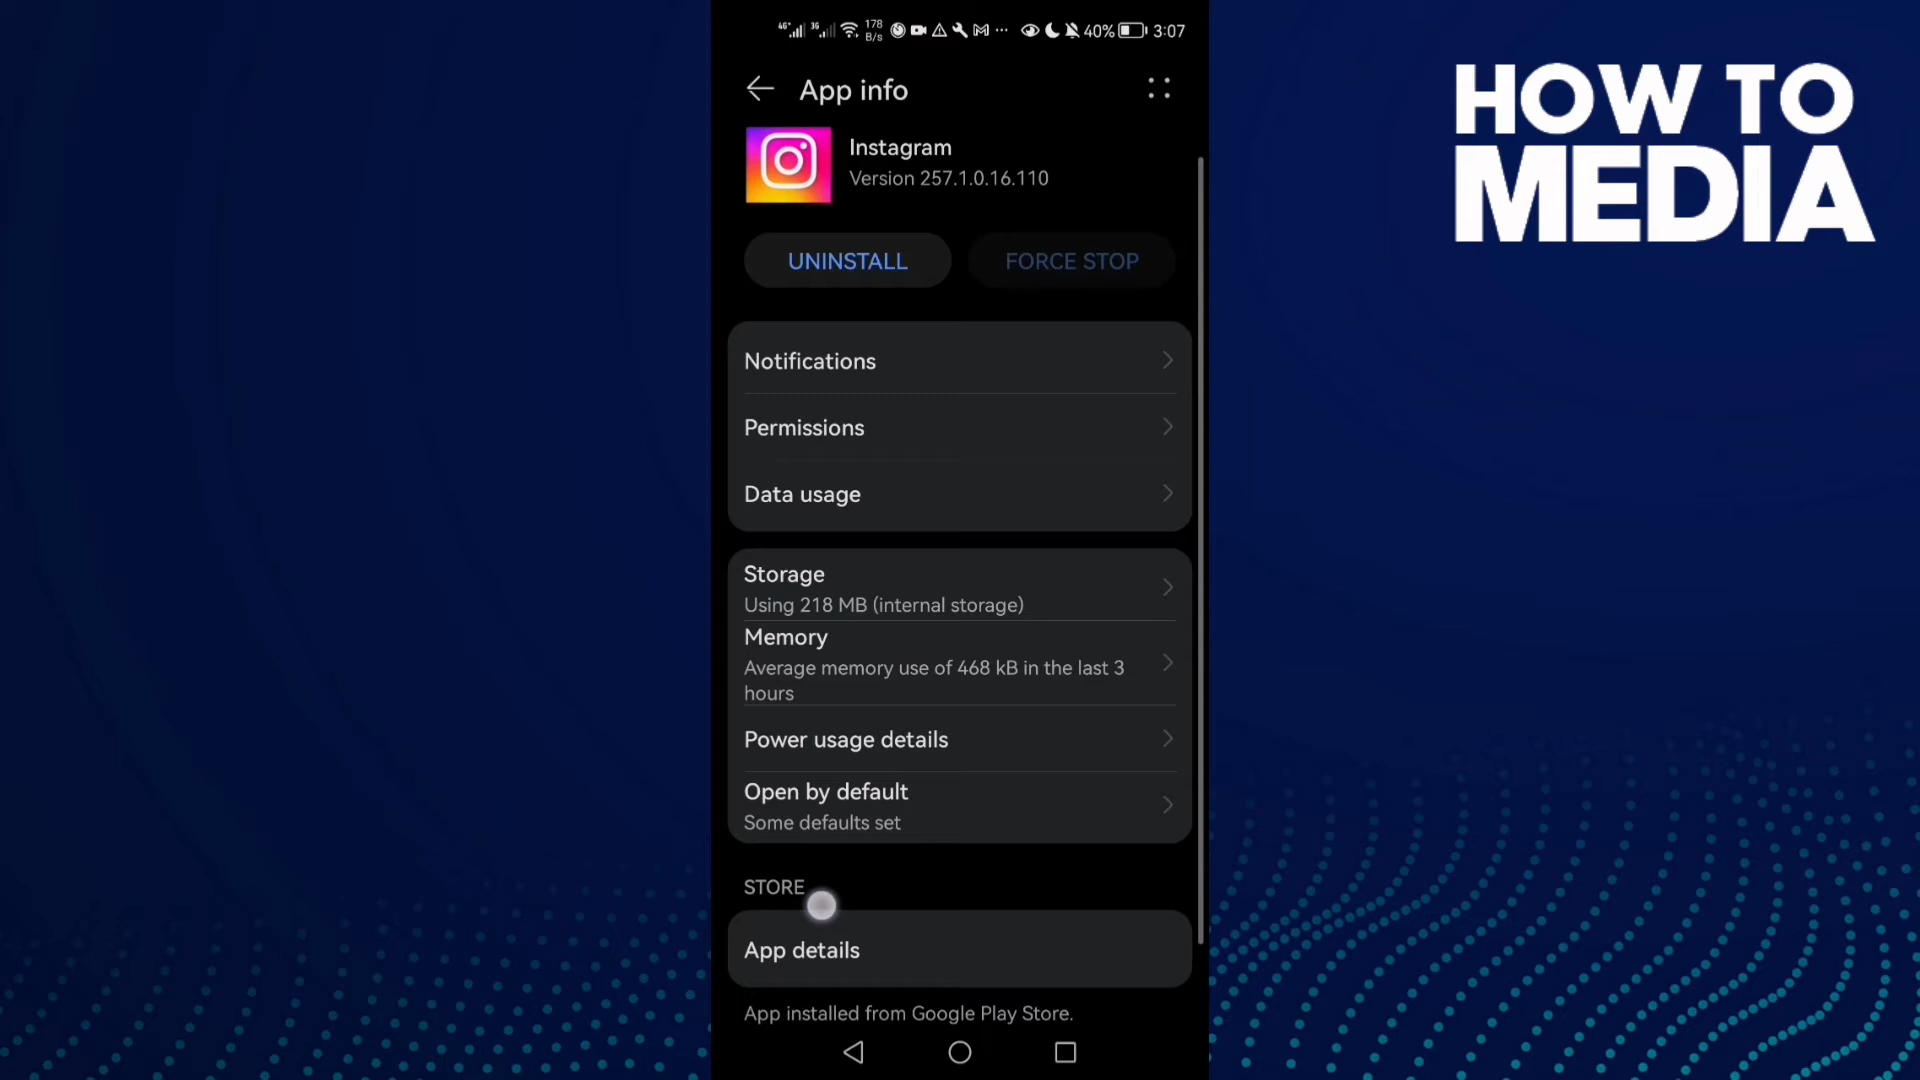 4G+ 3G 178 B/s 40% 3:07
App info
HOW TO
MEDIA
Instagram
Version 257.1.0.16.110
UNINSTALL FORCE STOP
Notifications
Permissions
Data usage
Storage
Using 218 MB (internal storage)
Memory
Average memory use of 468 kB in the last 3
hours
Power usage details
Open by default
Some defaults set
STORE
App details
App installed from Google Play Store.